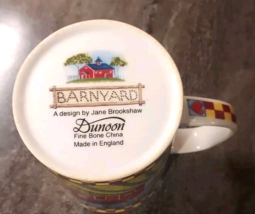 BARNYARD
A design by Jane Brookshaw
Dunoon
Fine Bone China
Made in England